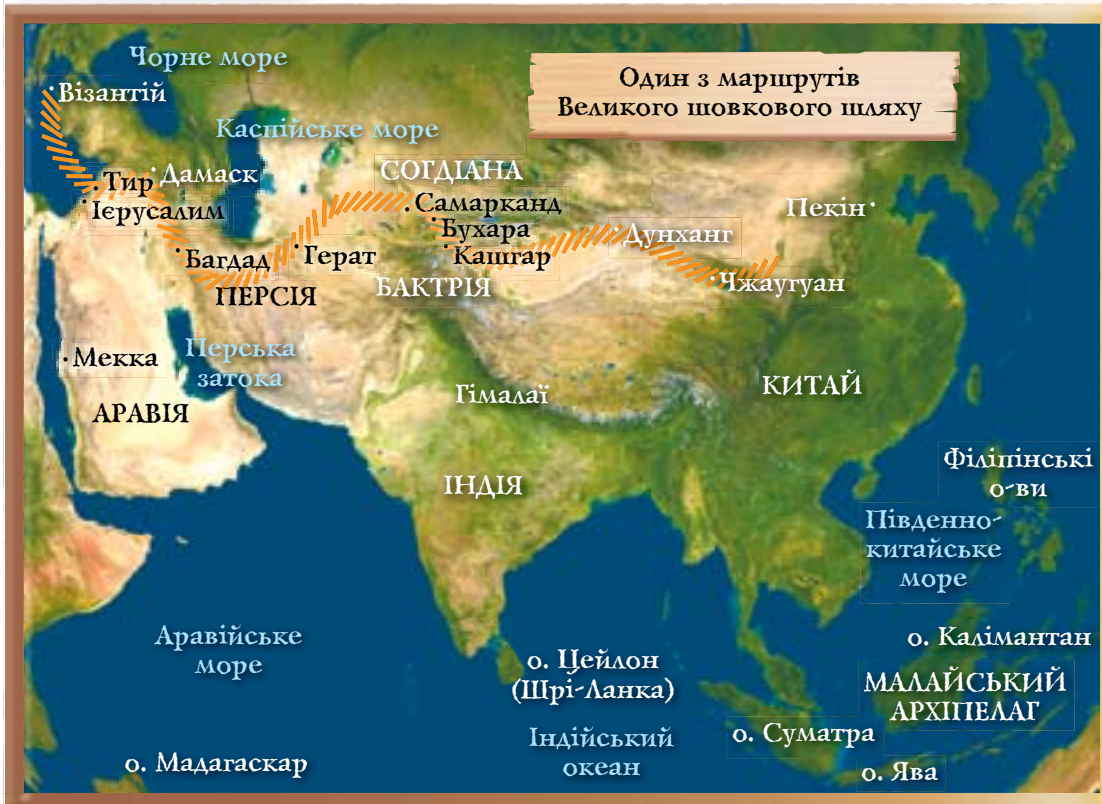 Чорне море
Один з маршрутів
Великого шовкового шляху
Візантій
Каспійське море
СОГДІАНА
Дамаск
Тир
Ієрусалим
Самарканд
Пекін
Бухара
Дунханг
Багдад
Герат
Кашгар
Чжаугуан
ПЕРСІЯ
БАКТРІЯ
Мекка
Перська
затока
КИТАЙ
Гімалаї
АРАВІЯ
Філіпінські
о-ви
ІНДІЯ
Південно-
китайське
море
Аравійське
море
о. Калімантан
о. Цейлон
(Шрі-Ланка)
МАЛАЙСЬКИЙ
АРХІПЕЛАГ
о. Суматра
Індійський
океан
о. Мадагаскар
о. Ява